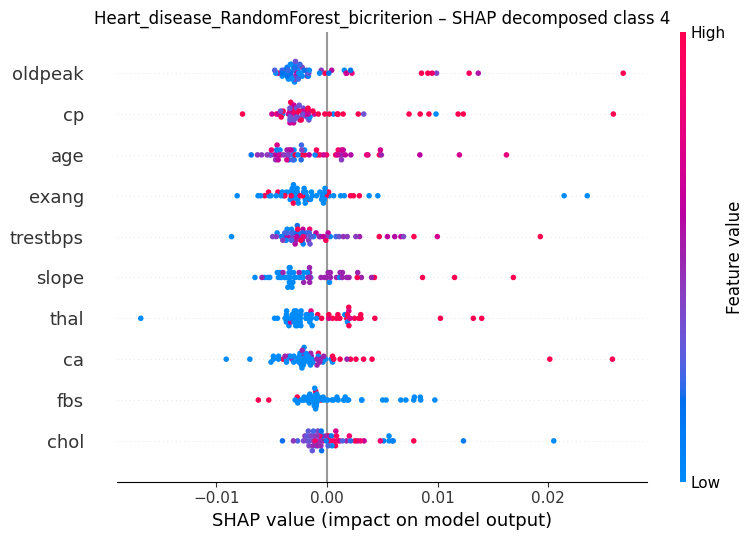 Heart_disease_RandomForest_bicriterion – SHAP decomposed class 4
High
oldpeak
cp
age
exang
trestbps
slope
thal
ca
fbs
chol
Feature value
Low
−0.01
0.00
0.01
0.02
SHAP value (impact on model output)